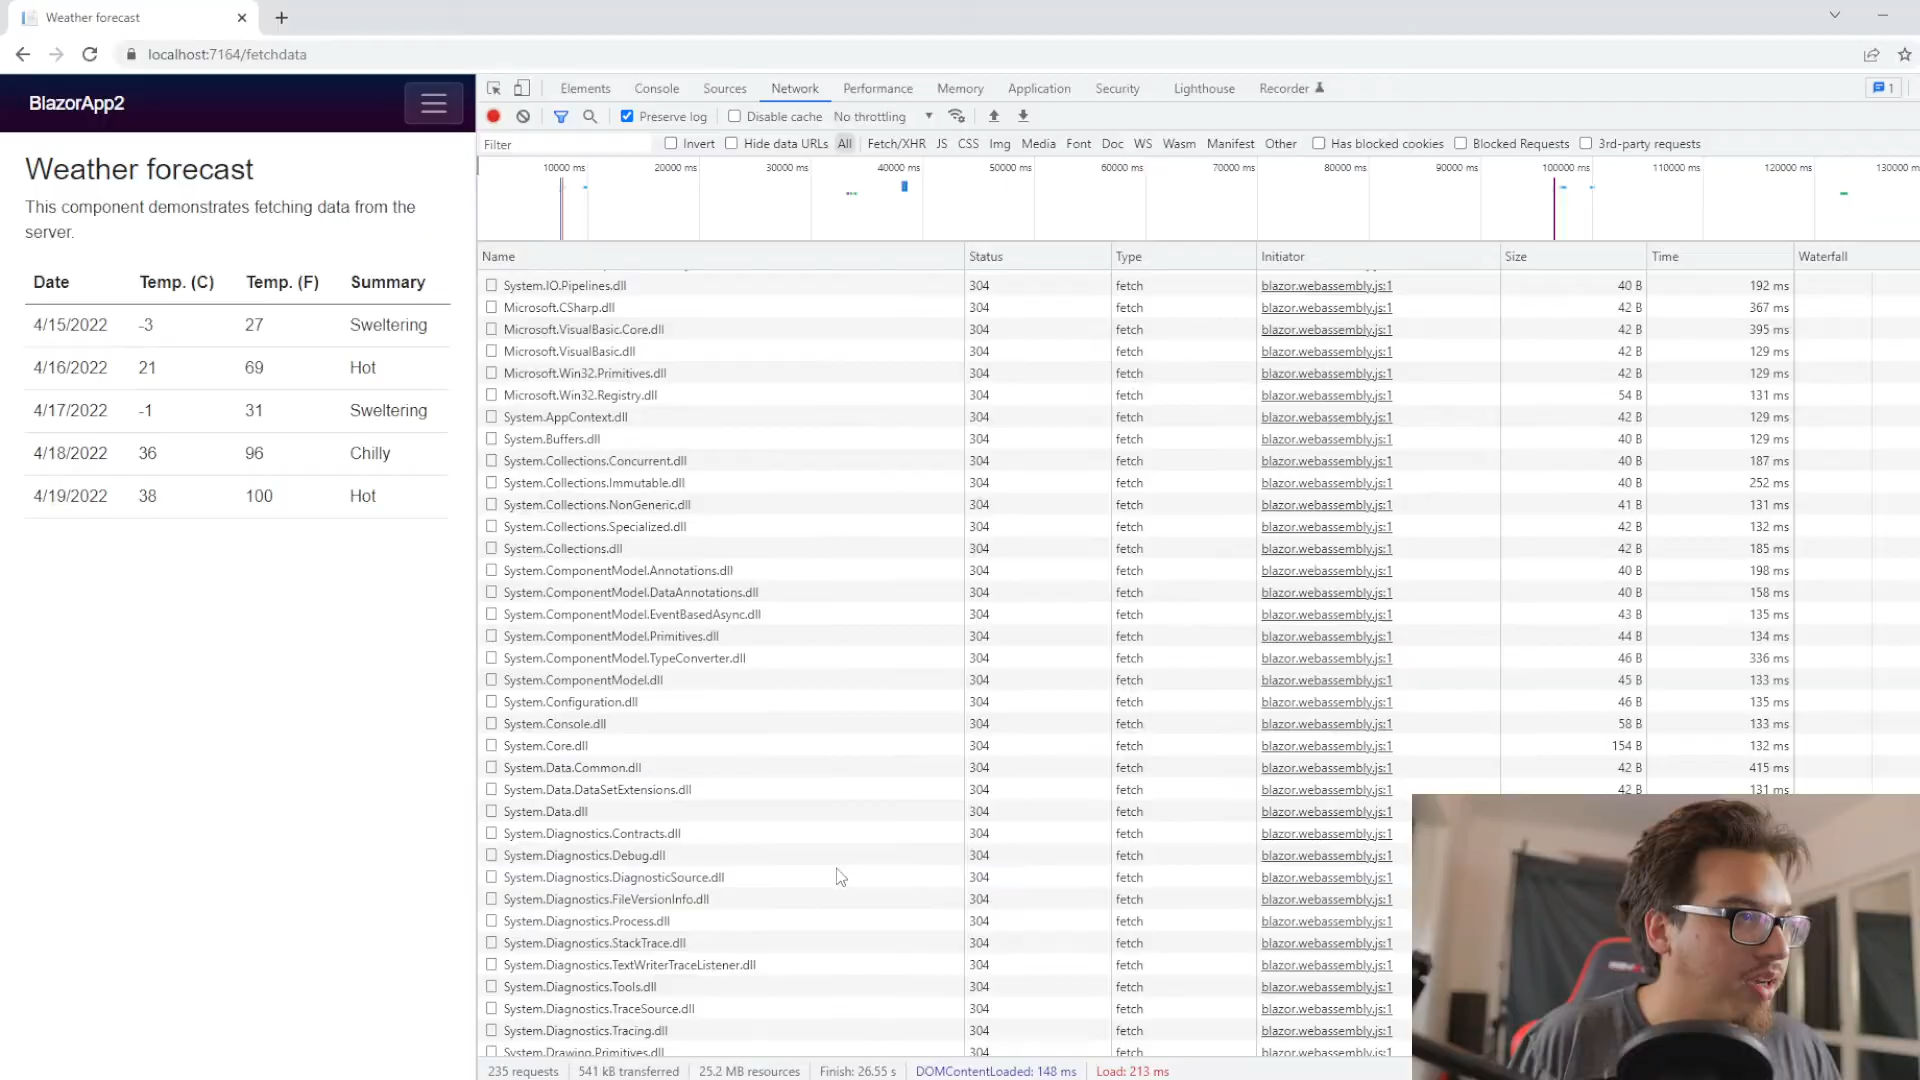 Weather forecast
localhost:7164/fetchdata
BlazorApp2
Weather forecast
This component demonstrates fetching data from the
server.
Date Temp. (C) Temp. (F) Summary
4/15/2022 -3 27 Sweltering
4/16/2022 21 69 Hot
4/17/2022 -1 31 Sweltering
4/18/2022 36 96 Chilly
4/19/2022 38 100 Hot
Elements Console Sources Network Performance Memory Application Security Lighthouse Recorder 1
Preserve log Disable cache No throttling
Filter Invert Hide data URLs All Fetch/XHR JS CSS Img Media Font Doc WS Wasm Manifest Other Has blocked cookies Blocked Requests 3rd-party requests
10000 ms 20000 ms 30000 ms 40000 ms 50000 ms 60000 ms 70000 ms 80000 ms 90000 ms 100000 ms 110000 ms 120000 ms 130000 ms
Name Status Type Initiator Size Time Waterfall
System.IO.Pipelines.dll 304 fetch blazor.webassembly.js:1 40 B 192 ms
Microsoft.CSharp.dll 304 fetch blazor.webassembly.js:1 42 B 367 ms
Microsoft.VisualBasic.Core.dll 304 fetch blazor.webassembly.js:1 42 B 395 ms
Microsoft.VisualBasic.dll 304 fetch blazor.webassembly.js:1 42 B 129 ms
Microsoft.Win32.Primitives.dll 304 fetch blazor.webassembly.js:1 42 B 129 ms
Microsoft.Win32.Registry.dll 304 fetch blazor.webassembly.js:1 54 B 131 ms
System.AppContext.dll 304 fetch blazor.webassembly.js:1 42 B 129 ms
System.Buffers.dll 304 fetch blazor.webassembly.js:1 40 B 129 ms
System.Collections.Concurrent.dll 304 fetch blazor.webassembly.js:1 40 B 187 ms
System.Collections.Immutable.dll 304 fetch blazor.webassembly.js:1 40 B 252 ms
System.Collections.NonGeneric.dll 304 fetch blazor.webassembly.js:1 41 B 131 ms
System.Collections.Specialized.dll 304 fetch blazor.webassembly.js:1 42 B 132 ms
System.Collections.dll 304 fetch blazor.webassembly.js:1 42 B 185 ms
System.ComponentModel.Annotations.dll 304 fetch blazor.webassembly.js:1 40 B 198 ms
System.ComponentModel.DataAnnotations.dll 304 fetch blazor.webassembly.js:1 40 B 158 ms
System.ComponentModel.EventBasedAsync.dll 304 fetch blazor.webassembly.js:1 43 B 135 ms
System.ComponentModel.Primitives.dll 304 fetch blazor.webassembly.js:1 44 B 134 ms
System.ComponentModel.TypeConverter.dll 304 fetch blazor.webassembly.js:1 46 B 336 ms
System.ComponentModel.dll 304 fetch blazor.webassembly.js:1 45 B 133 ms
System.Configuration.dll 304 fetch blazor.webassembly.js:1 46 B 135 ms
System.Console.dll 304 fetch blazor.webassembly.js:1 58 B 133 ms
System.Core.dll 304 fetch blazor.webassembly.js:1 154 B 132 ms
System.Data.Common.dll 304 fetch blazor.webassembly.js:1 42 B 415 ms
System.Data.DataSetExtensions.dll 304 fetch blazor.webassembly.js:1 42 B 131 ms
System.Data.dll 304 fetch blazor.webassembly.js:1
System.Diagnostics.Contracts.dll 304 fetch blazor.webassembly.js:1
System.Diagnostics.Debug.dll 304 fetch blazor.webassembly.js:1
System.Diagnostics.DiagnosticSource.dll 304 fetch blazor.webassembly.js:1
System.Diagnostics.FileVersionInfo.dll 304 fetch blazor.webassembly.js:1
System.Diagnostics.Process.dll 304 fetch blazor.webassembly.js:1
System.Diagnostics.StackTrace.dll 304 fetch blazor.webassembly.js:1
System.Diagnostics.TextWriterTraceListener.dll 304 fetch blazor.webassembly.js:1
System.Diagnostics.Tools.dll 304 fetch blazor.webassembly.js:1
System.Diagnostics.TraceSource.dll 304 fetch blazor.webassembly.js:1
System.Diagnostics.Tracing.dll 304 fetch blazor.webassembly.js:1
System.Drawing.Primitives.dll 304 fetch blazor.webassembly.js:1
235 requests 541 kB transferred 25.2 MB resources Finish: 26.55 s DOMContentLoaded: 148 ms Load: 213 ms